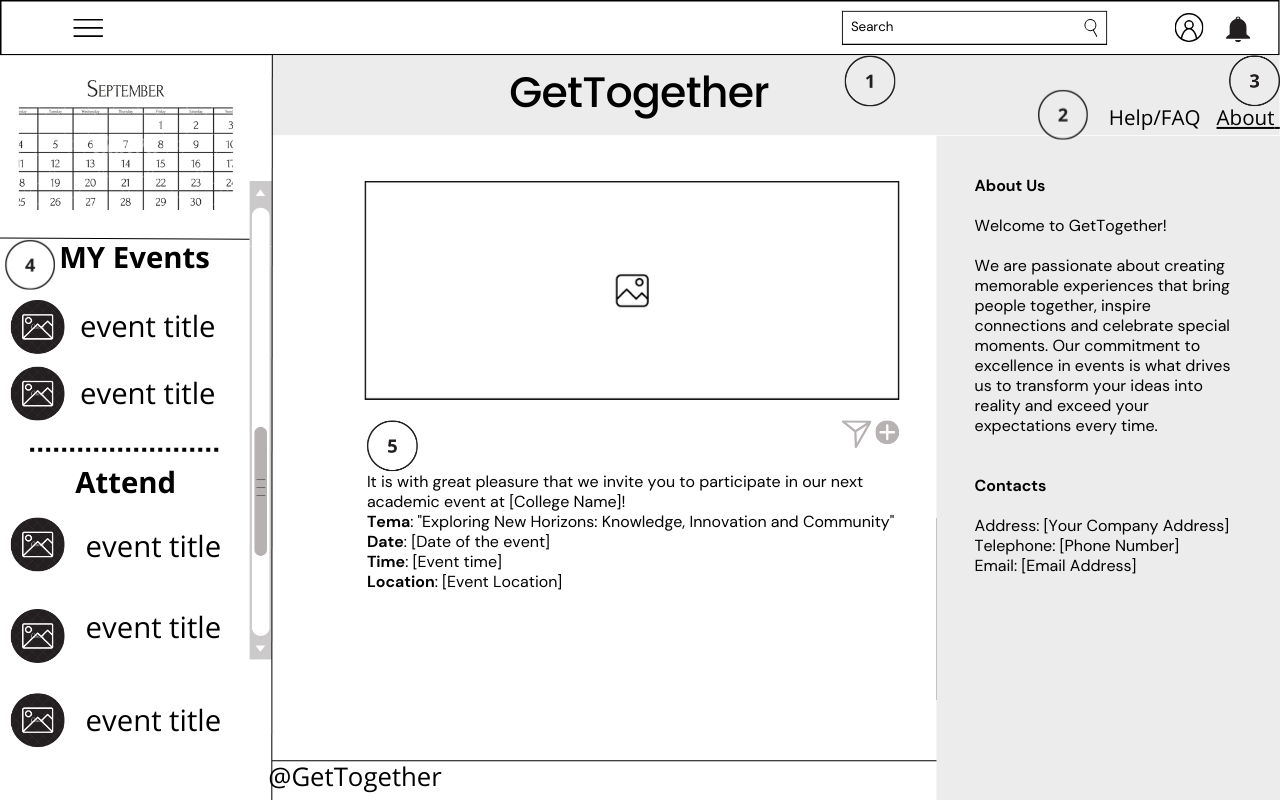 Search
SEPTEMBER
Tuesday Wednesday Thursday Friday Saturday
1 2 3
4 5 6 7 8 9 10
11 12 13 14 15 16 17
18 19 20 21 22 23
25 26 27 28 29 30
GetTogether
1
2
3
Help/FAQ About
4
MY Events
event title
event title
Attend
event title
event title
event title
5
It is with great pleasure that we invite you to participate in our next
academic event at [College Name]!
Tema: "Exploring New Horizons: Knowledge, Innovation and Community"
Date: [Date of the event]
Time: [Event time]
Location: [Event Location]
About Us
Welcome to GetTogether!
We are passionate about creating
memorable experiences that bring
people together, inspire
connections and celebrate special
moments. Our commitment to
excellence in events is what drives
us to transform your ideas into
reality and exceed your
expectations every time.
Contacts
Address: [Your Company Address]
Telephone: [Phone Number]
Email: [Email Address]
@GetTogether